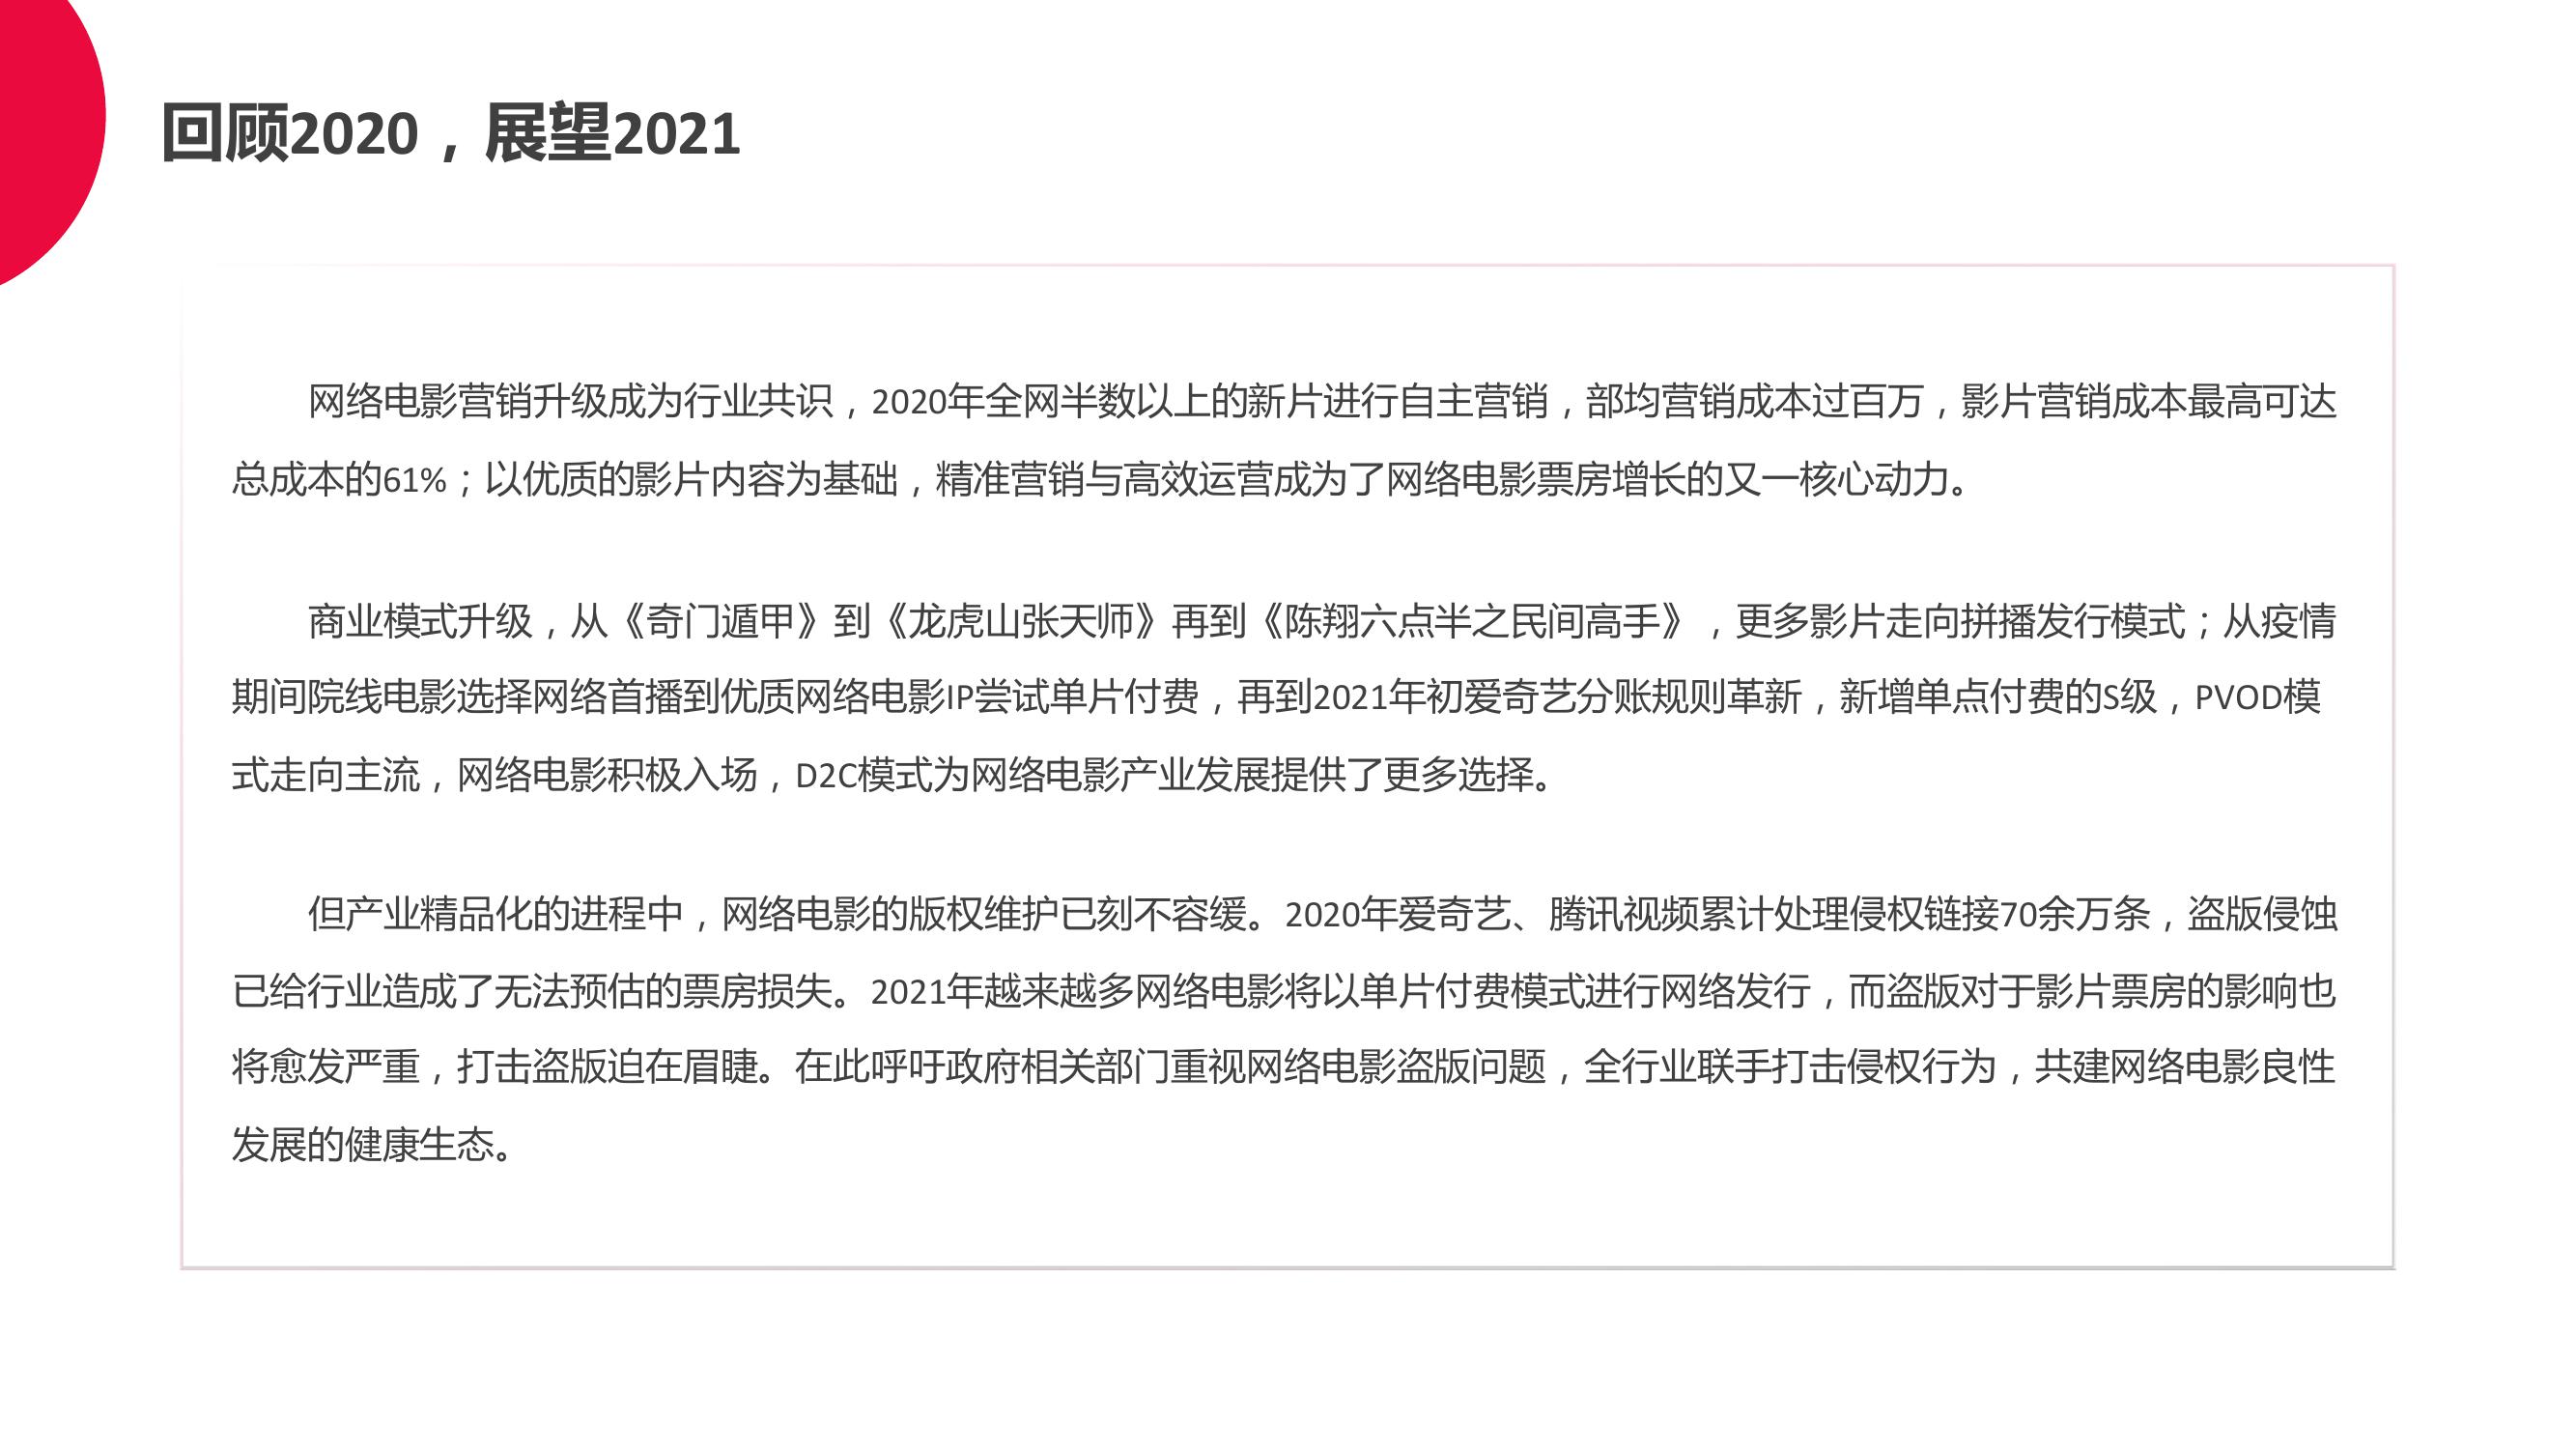 回顾2020，展望2021
网络电影营销升级成为行业共识，2020年全网半数以上的新片进行自主营销，部均营销成本过百万，影片营销成本最高可达
总成本的61%；以优质的影片内容为基础，精准营销与高效运营成为了网络电影票房增长的又一核心动力。
商业模式升级，从《奇门遁甲》到《龙虎山张天师》再到《陈翔六点半之民间高手》，更多影片走向拼播发行模式；从疫情
期间院线电影选择网络首播到优质网络电影IP尝试单片付费，再到2021年初爱奇艺分账规则革新，新增单点付费的S级，PVOD模
式走向主流，网络电影积极入场，D2C模式为网络电影产业发展提供了更多选择。
但产业精品化的进程中，网络电影的版权维护已刻不容缓。2020年爱奇艺、腾讯视频累计处理侵权链接70余万条，盗版侵蚀
已给行业造成了无法预估的票房损失。2021年越来越多网络电影将以单片付费模式进行网络发行，而盗版对于影片票房的影响也
将愈发严重，打击盗版迫在眉睫。在此呼吁政府相关部门重视网络电影盗版问题，全行业联手打击侵权行为，共建网络电影良性
发展的健康生态。